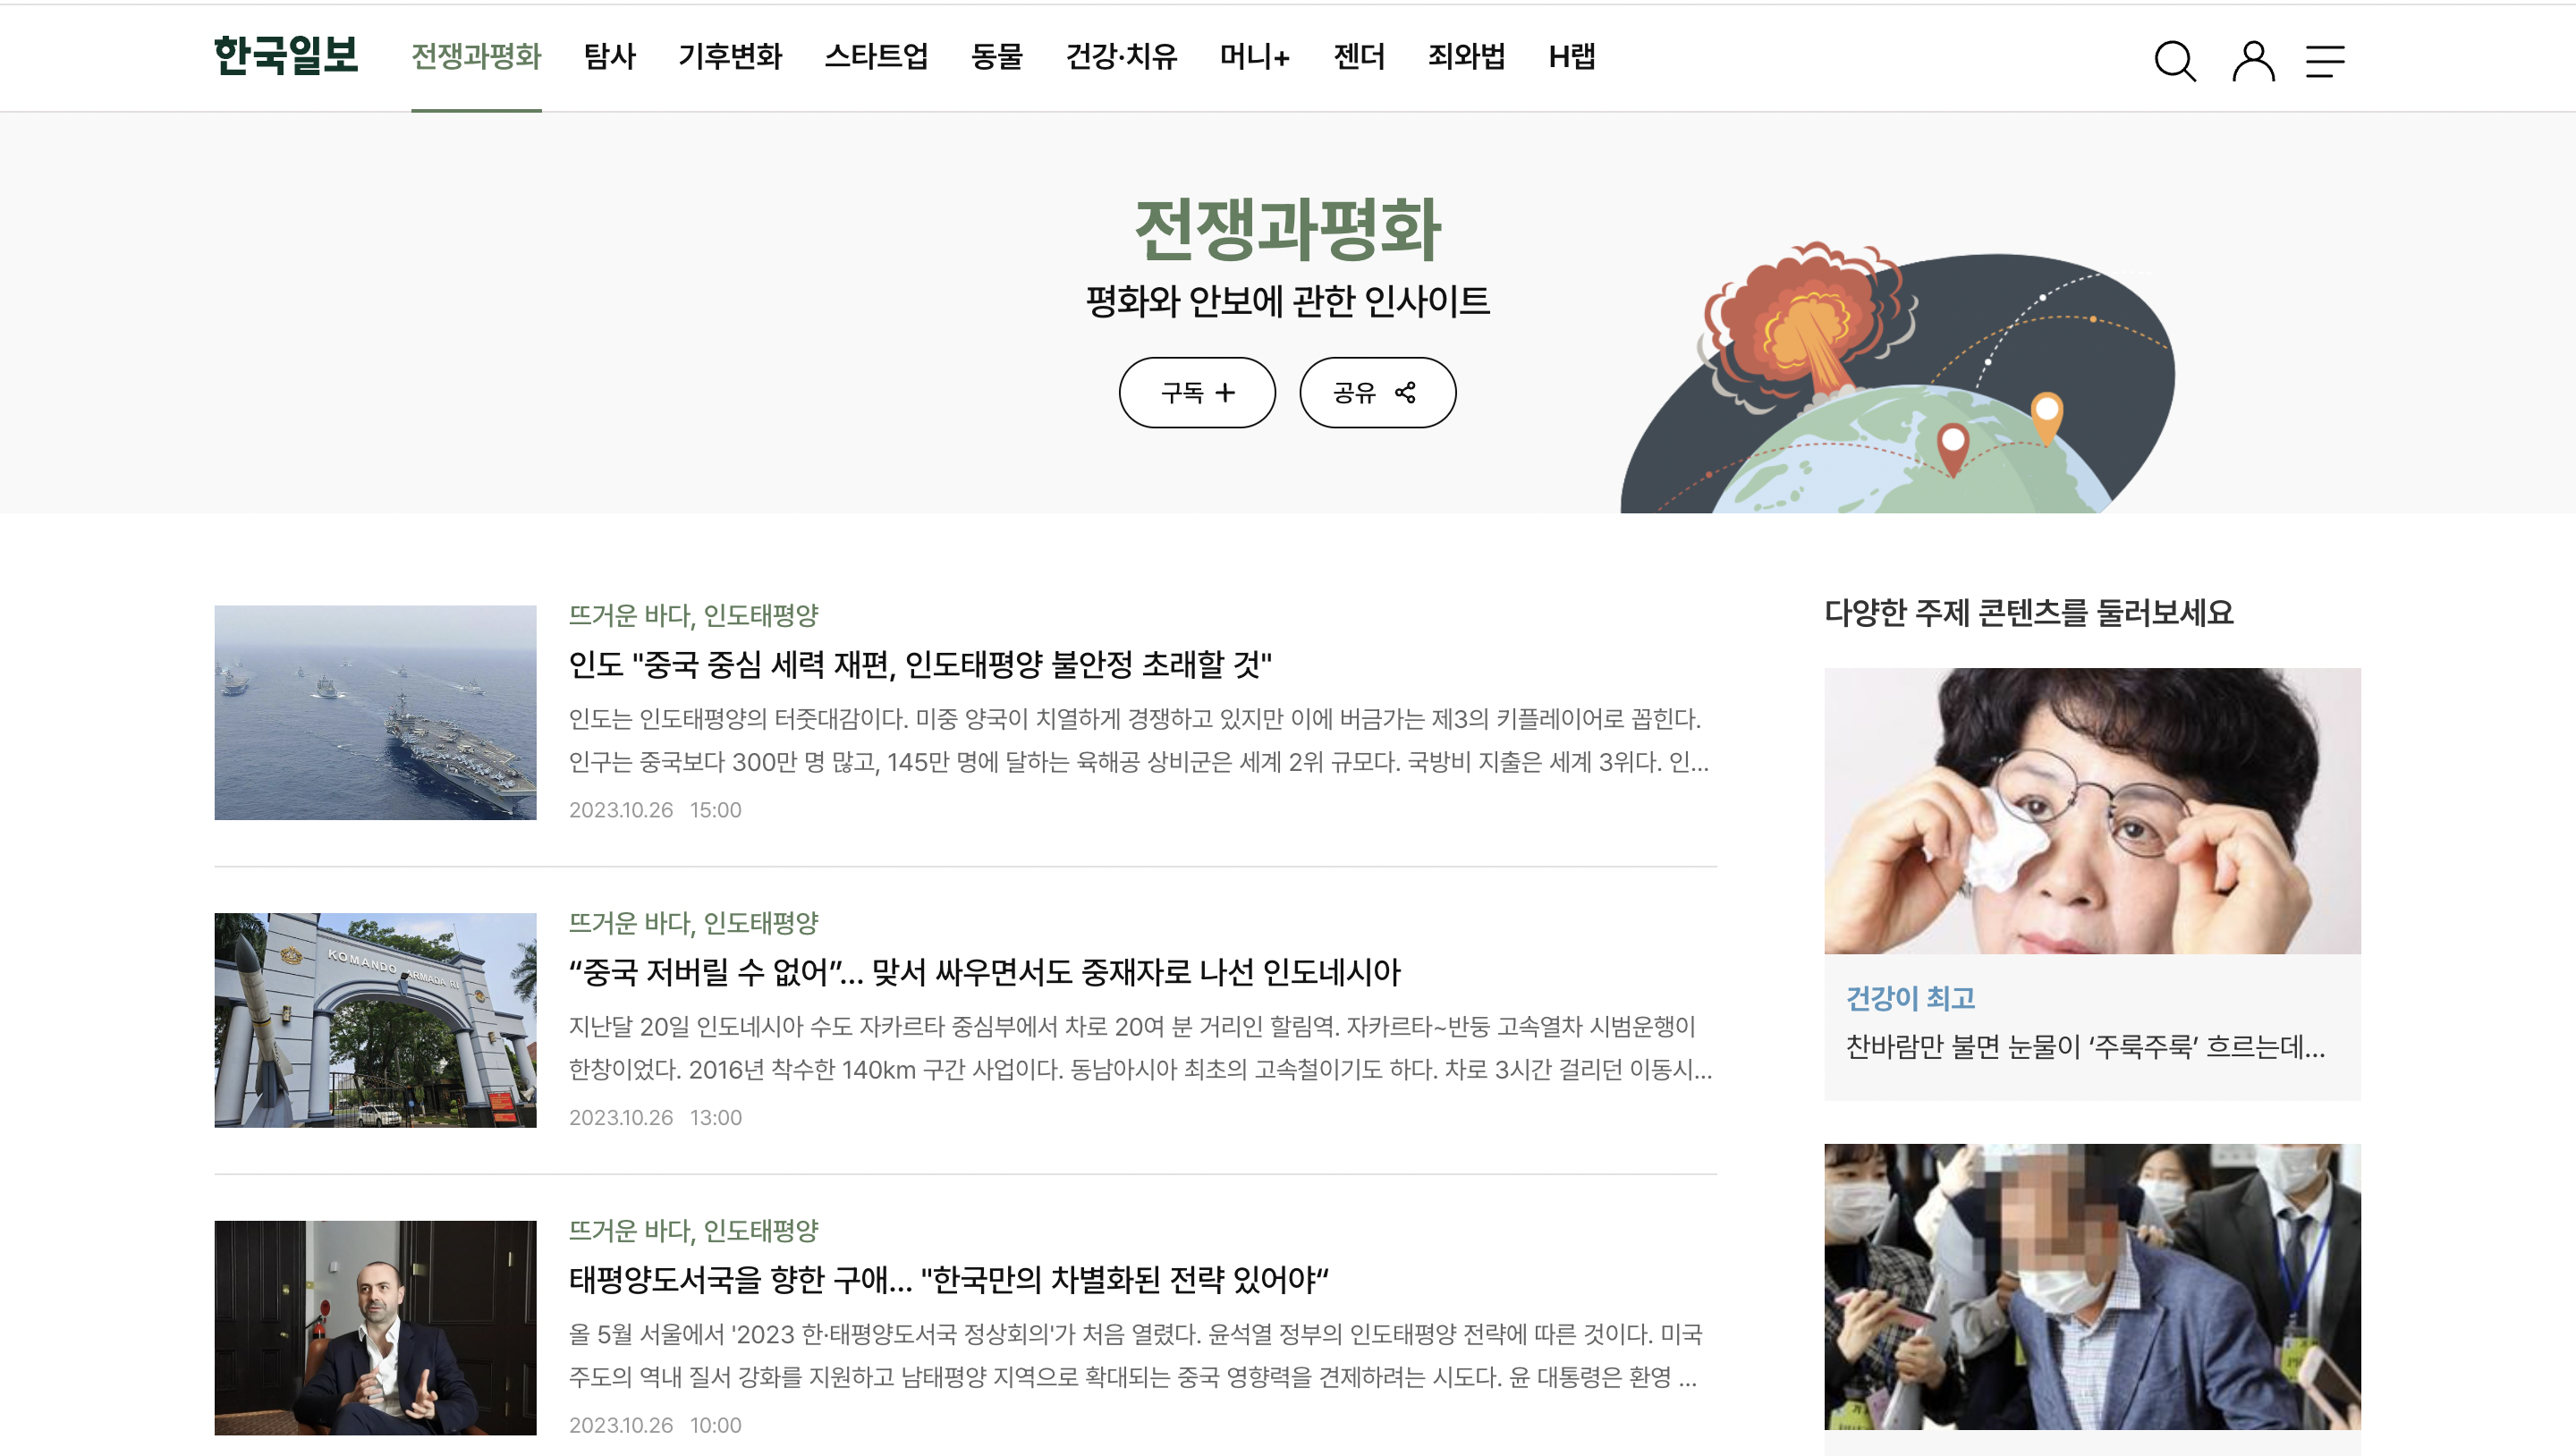 한국일보
전쟁과평화
탐사
기후변화
스타트업
동물
건강·치유
머니+
젠더
죄와법
H랩
전쟁과평화
평화와 안보에 관한 인사이트
구독 +
공유
뜨거운 바다, 인도태평양
인도 "중국 중심 세력 재편, 인도태평양 불안정 초래할 것"
인도는 인도태평양의 터줏대감이다. 미중 양국이 치열하게 경쟁하고 있지만 이에 버금가는 제3의 키플레이어로 꼽힌다.
인구는 중국보다 300만 명 많고, 145만 명에 달하는 육해공 상비군은 세계 2위 규모다. 국방비 지출은 세계 3위다. 인...
2023.10.26 15:00
KOMANDO ARMADA RI
뜨거운 바다, 인도태평양
“중국 저버릴 수 없어”... 맞서 싸우면서도 중재자로 나선 인도네시아
지난달 20일 인도네시아 수도 자카르타 중심부에서 차로 20여 분 거리인 할림역. 자카르타~반둥 고속열차 시범운행이
한창이었다. 2016년 착수한 140km 구간 사업이다. 동남아시아 최초의 고속철이기도 하다. 차로 3시간 걸리던 이동시...
2023.10.26 13:00
뜨거운 바다, 인도태평양
태평양도서국을 향한 구애... "한국만의 차별화된 전략 있어야“
올 5월 서울에서 '2023 한·태평양도서국 정상회의'가 처음 열렸다. 윤석열 정부의 인도태평양 전략에 따른 것이다. 미국
주도의 역내 질서 강화를 지원하고 남태평양 지역으로 확대되는 중국 영향력을 견제하려는 시도다. 윤 대통령은 환영 ...
2023.10.26 10:00
다양한 주제 콘텐츠를 둘러보세요
건강이 최고
찬바람만 불면 눈물이 ‘주룩주룩’ 흐르는데...